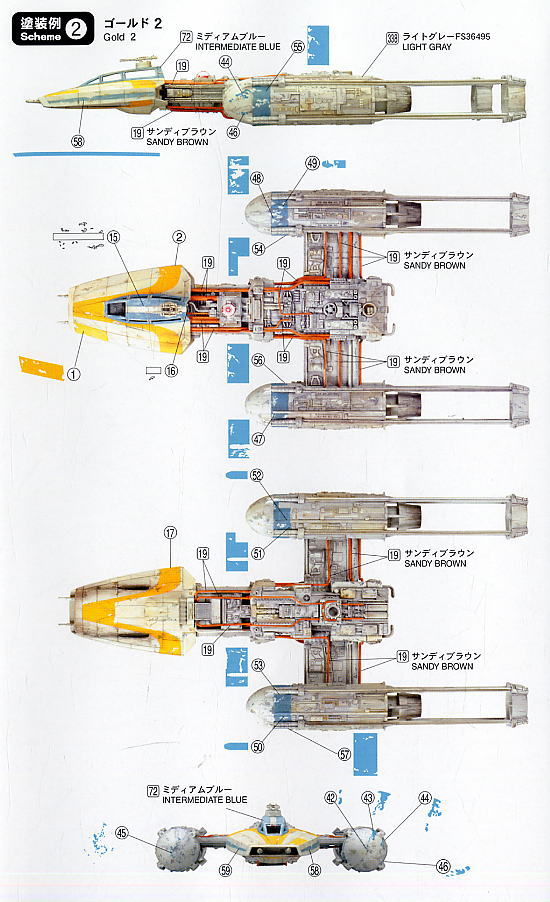 塗装例 2
Scheme
ゴールド 2
Gold 2
72 ミディアムブルー
INTERMEDIATE BLUE
338 ライトグレーFS36495
LIGHT GRAY
55
44
19
46
58
19 サンディブラウン
SANDY BROWN
49
48
54
15
2
19
19
19 サンディブラウン
SANDY BROWN
19
19
1
16
56
19 サンディブラウン
SANDY BROWN
47
52
51
17
19
19 サンディブラウン
SANDY BROWN
19
53
19 サンディブラウン
SANDY BROWN
50
57
72 ミディアムブルー
INTERMEDIATE BLUE
42
43
44
45
59
58
46